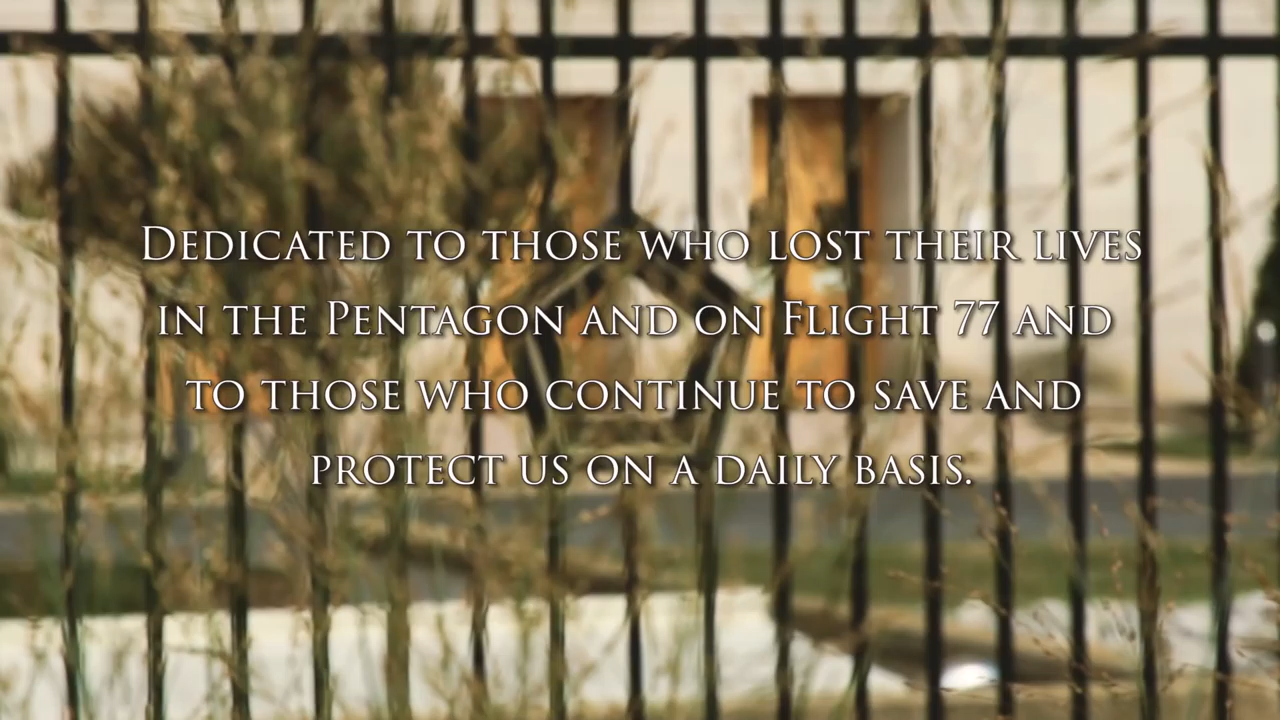 Dedicated to those who lost their lives
in the Pentagon and on Flight 77 and
to those who continue to save and
protect us on a daily basis.